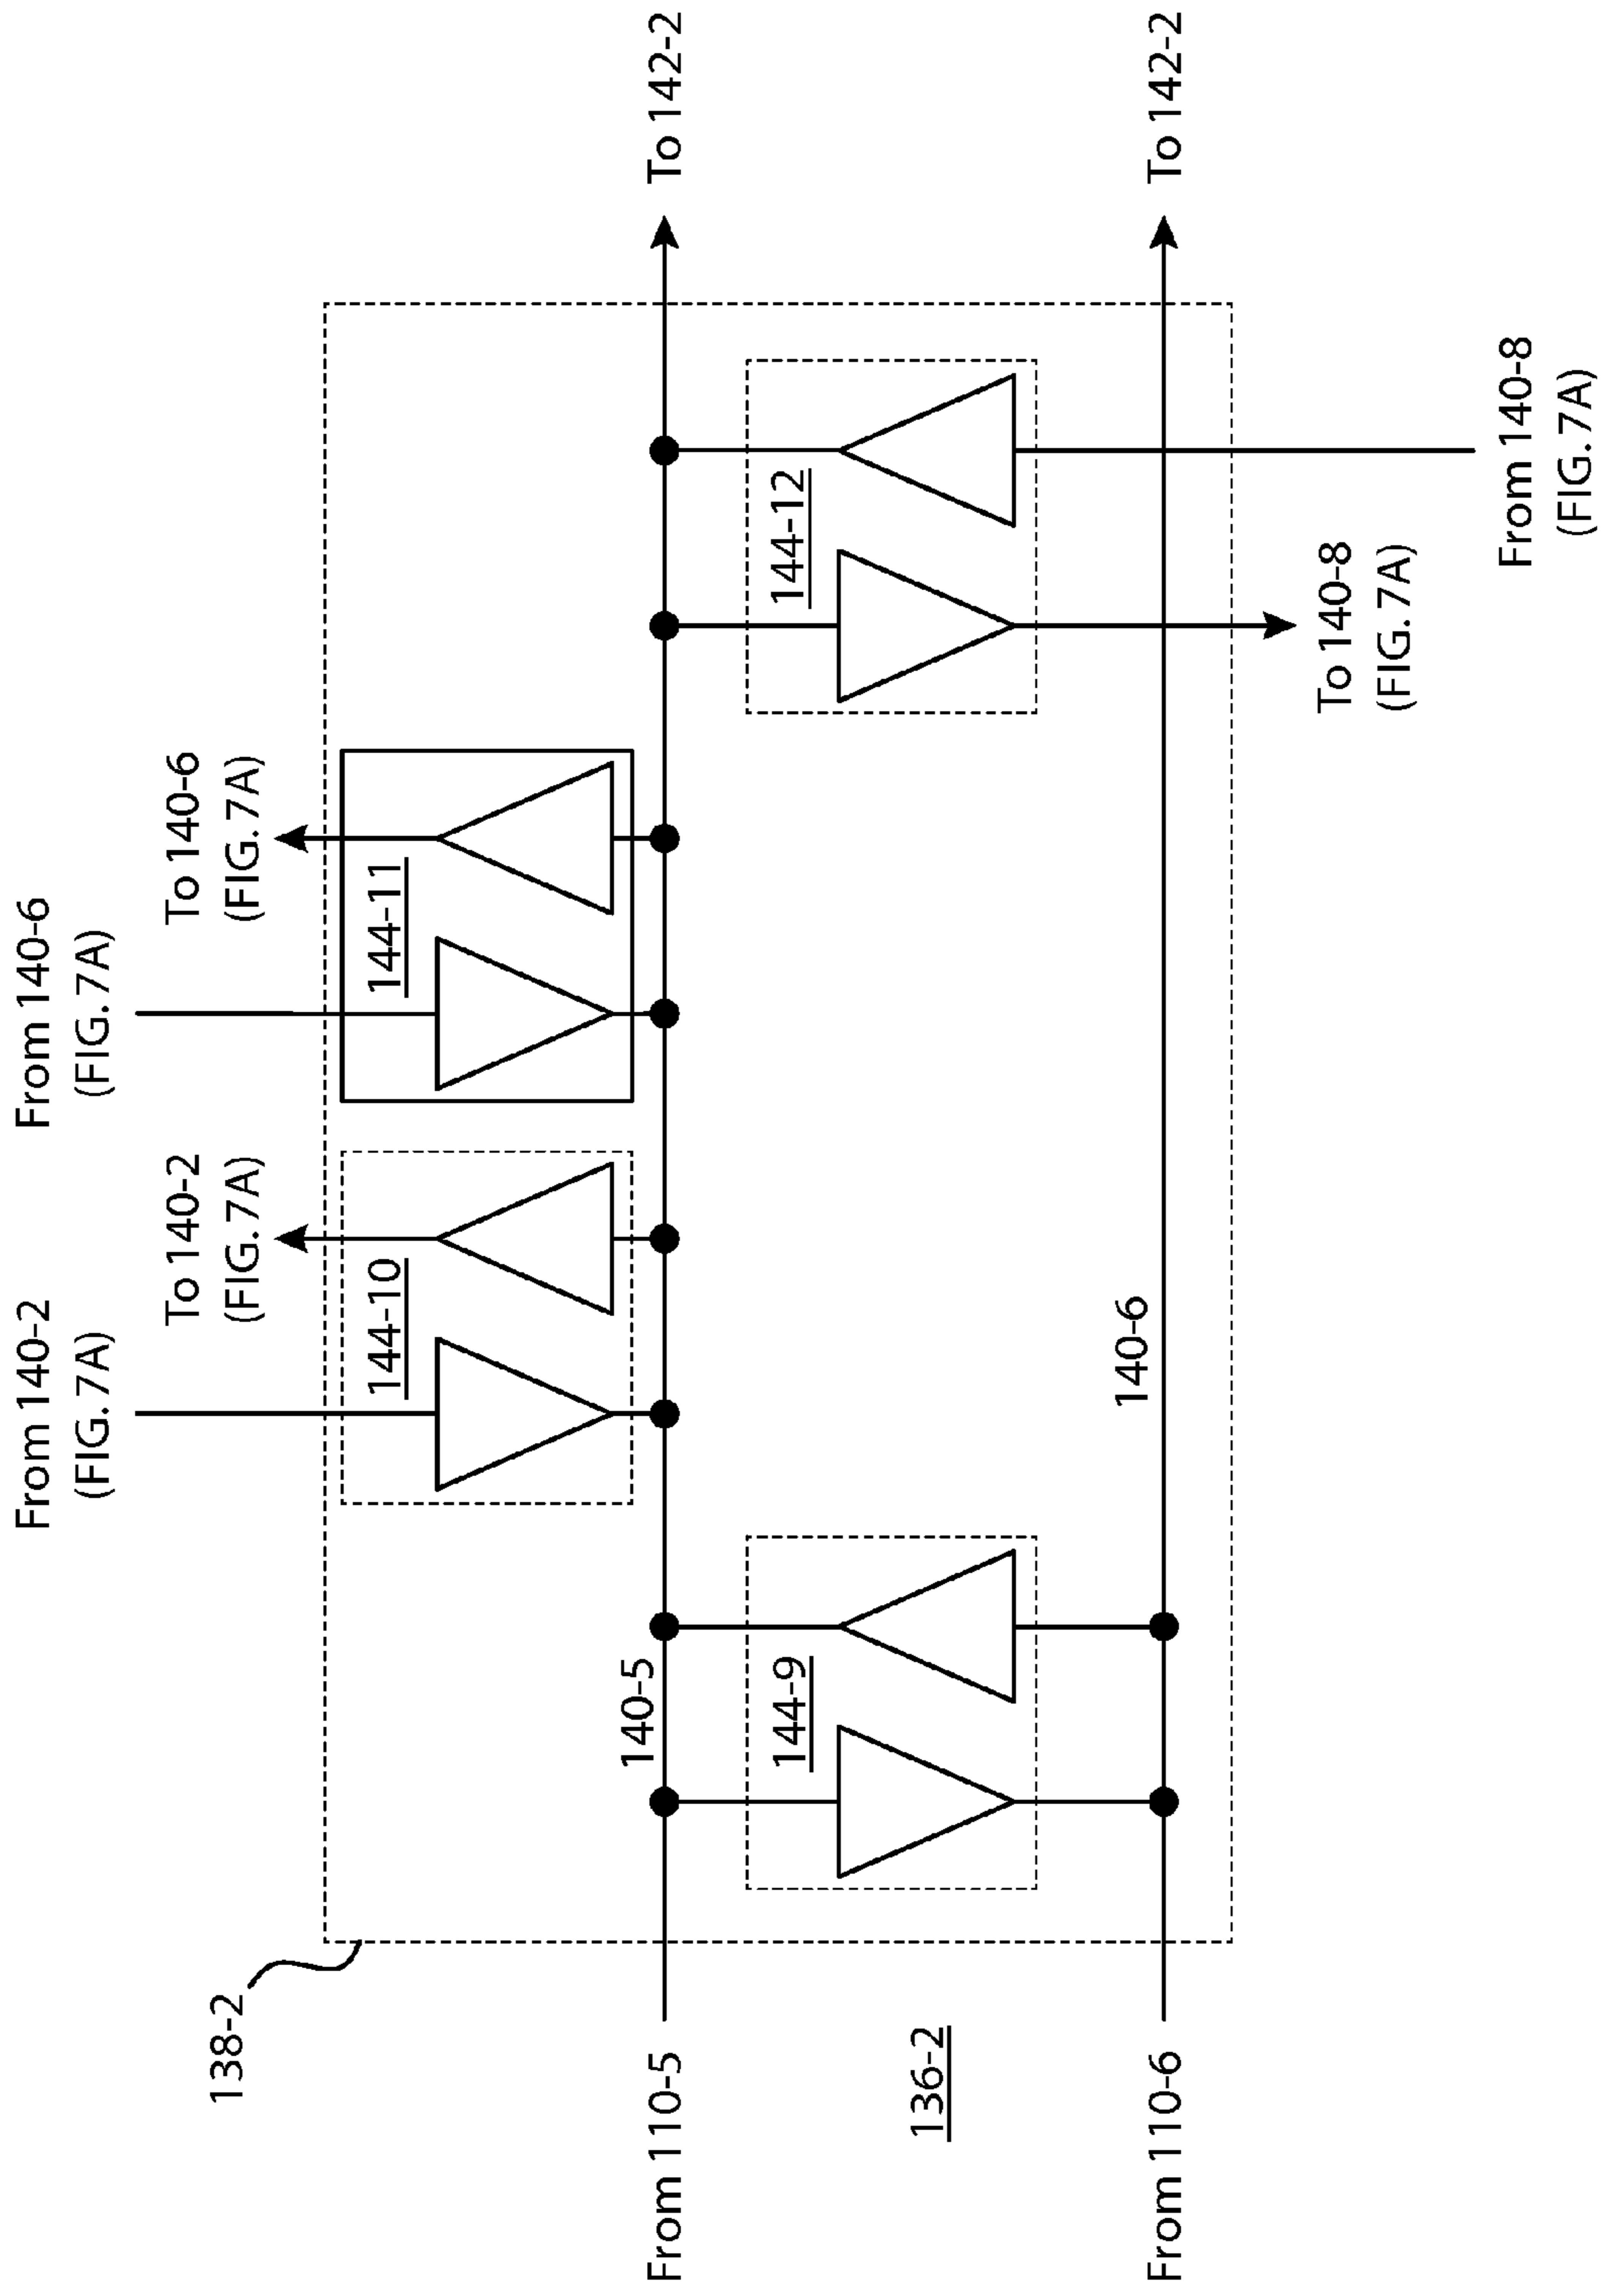 From 140-2
(FIG. 7A)
From 140-6
(FIG. 7A)
To 140-2
(FIG. 7A)
To 140-6
(FIG. 7A)
138-2
144-10
144-11
From 110-5
140-5
To 142-2
144-9
144-12
136-2
140-6
From 110-6
To 142-2
To 140-8
(FIG. 7A)
From 140-8
(FIG. 7A)